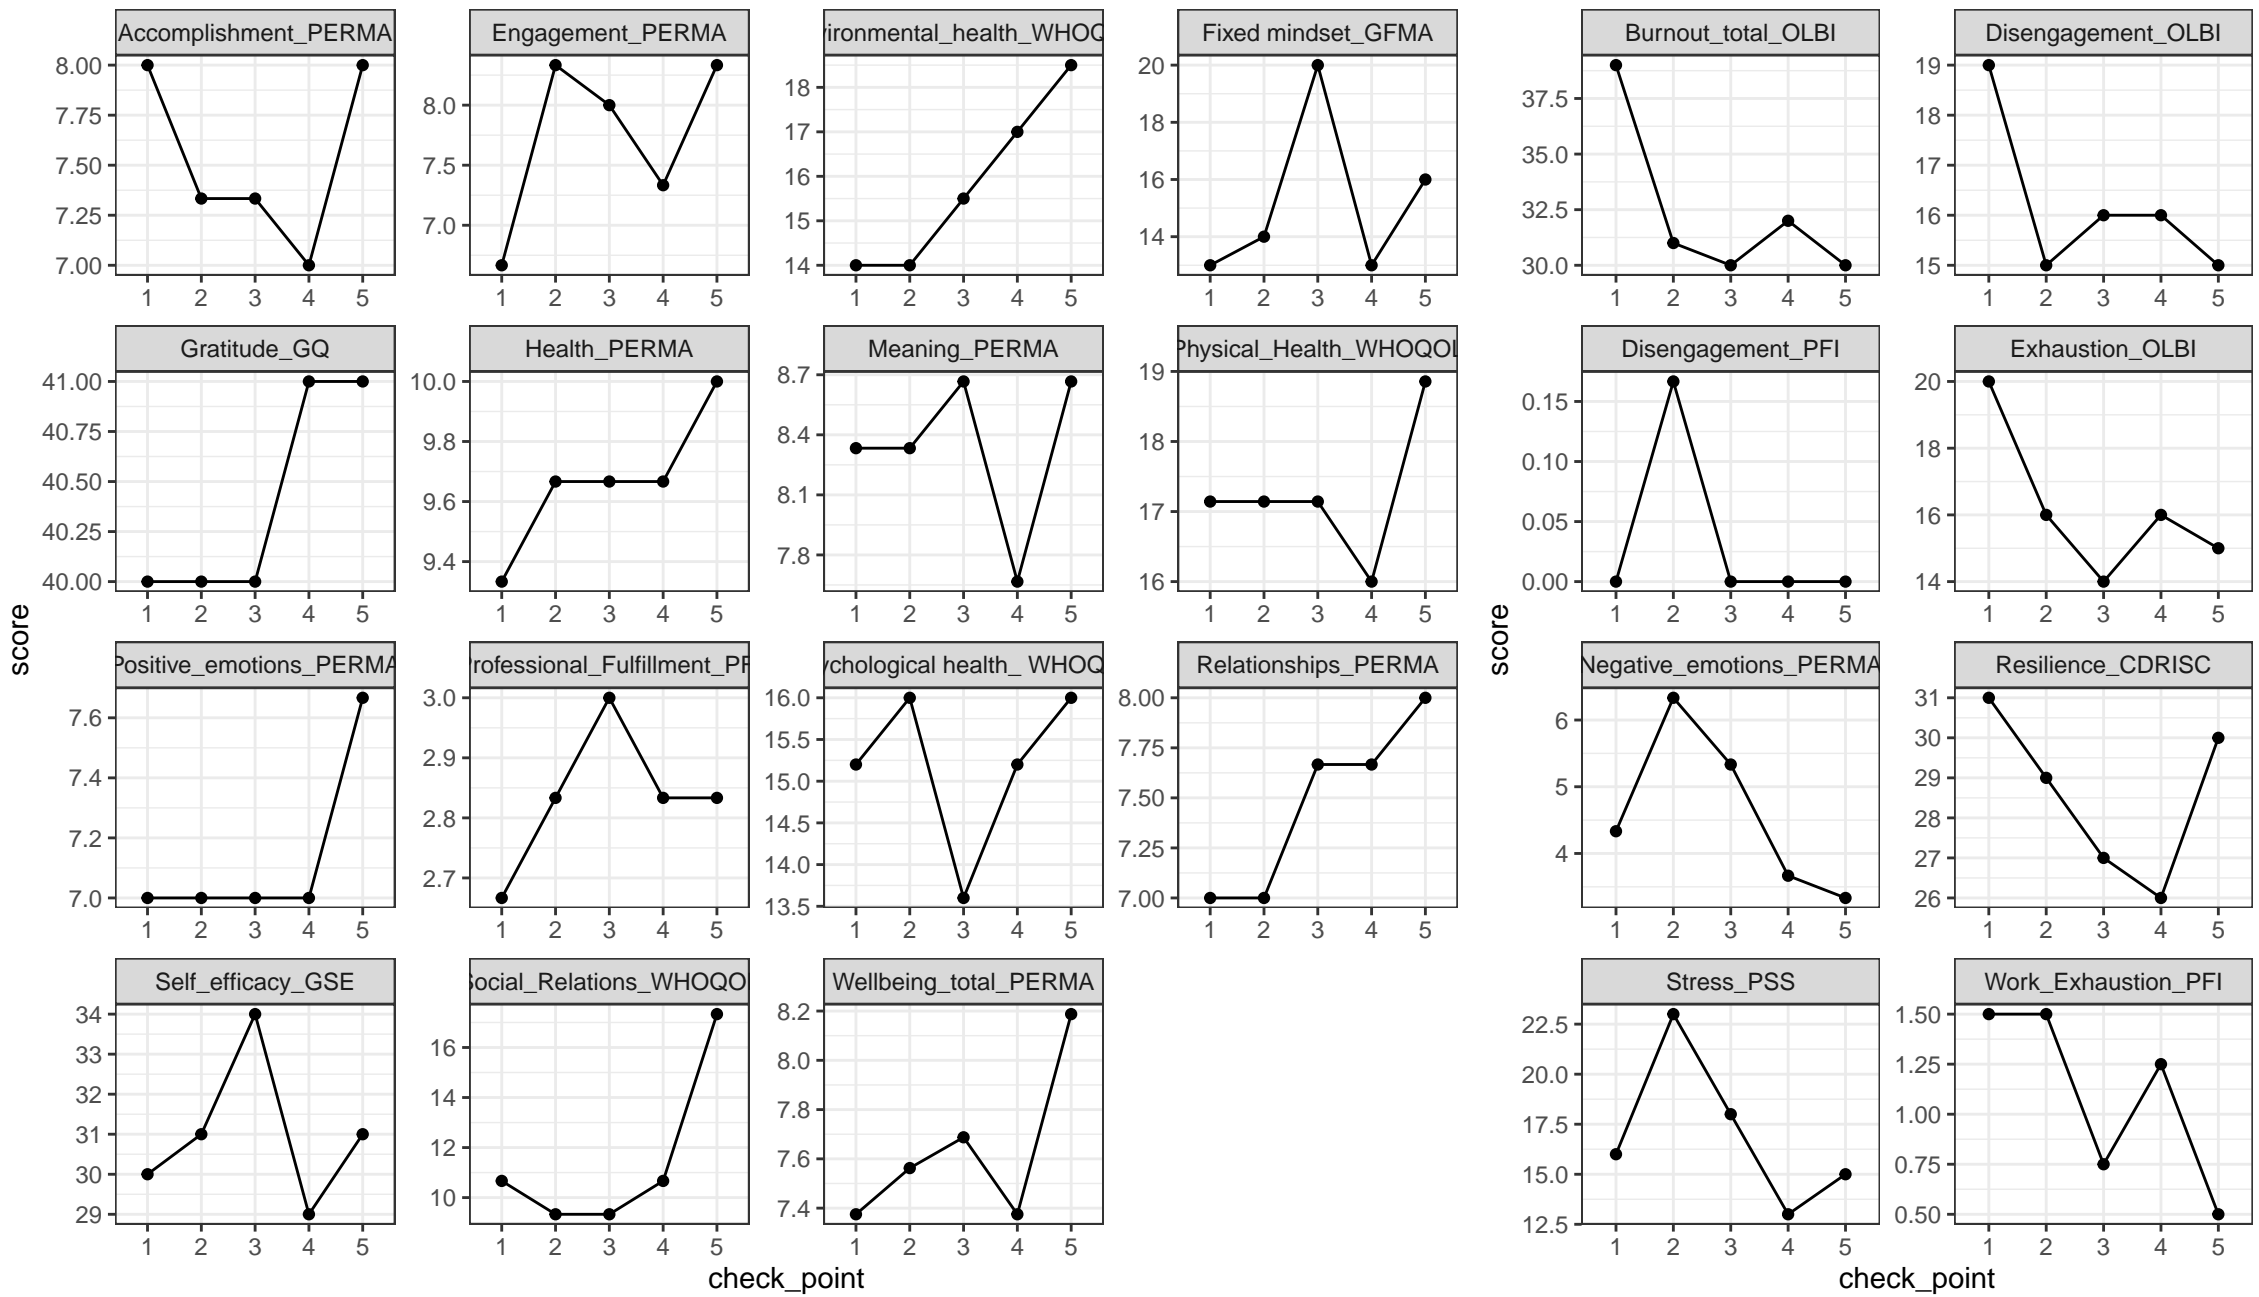 Accomplishment_PERMA
8.00
7.75
7.50
7.25
7.00
1 2 3 4 5
Engagement_PERMA
8.0
7.5
7.0
1 2 3 4 5
vironmental_health_WHOQ
18
17
16
15
14
1 2 3 4 5
Fixed mindset_GFMA
20
18
16
14
1 2 3 4 5
Gratitude_GQ
41.00
40.75
40.50
40.25
40.00
1 2 3 4 5
Health_PERMA
10.0
9.8
9.6
9.4
1 2 3 4 5
Meaning_PERMA
8.7
8.4
8.1
7.8
1 2 3 4 5
Physical_Health_WHOQOL
19
18
17
16
1 2 3 4 5
Positive_emotions_PERMA
7.6
7.4
7.2
7.0
1 2 3 4 5
Professional_Fulfillment_PF
3.0
2.9
2.8
2.7
1 2 3 4 5
ychological health_ WHOQ
16.0
15.5
15.0
14.5
14.0
13.5
1 2 3 4 5
Relationships_PERMA
8.00
7.75
7.50
7.25
7.00
1 2 3 4 5
Self_efficacy_GSE
34
33
32
31
30
29
1 2 3 4 5
Social_Relations_WHOQO
16
14
12
10
1 2 3 4 5
Wellbeing_total_PERMA
8.2
8.0
7.8
7.6
7.4
1 2 3 4 5
score
check_point
Burnout_total_OLBI
37.5
35.0
32.5
30.0
1 2 3 4 5
Disengagement_OLBI
19
18
17
16
15
1 2 3 4 5
Disengagement_PFI
0.15
0.10
0.05
0.00
1 2 3 4 5
Exhaustion_OLBI
20
18
16
14
1 2 3 4 5
Negative_emotions_PERMA
6
5
4
1 2 3 4 5
Resilience_CDRISC
31
30
29
28
27
26
1 2 3 4 5
Stress_PSS
22.5
20.0
17.5
15.0
12.5
1 2 3 4 5
Work_Exhaustion_PFI
1.50
1.25
1.00
0.75
0.50
1 2 3 4 5
score
check_point